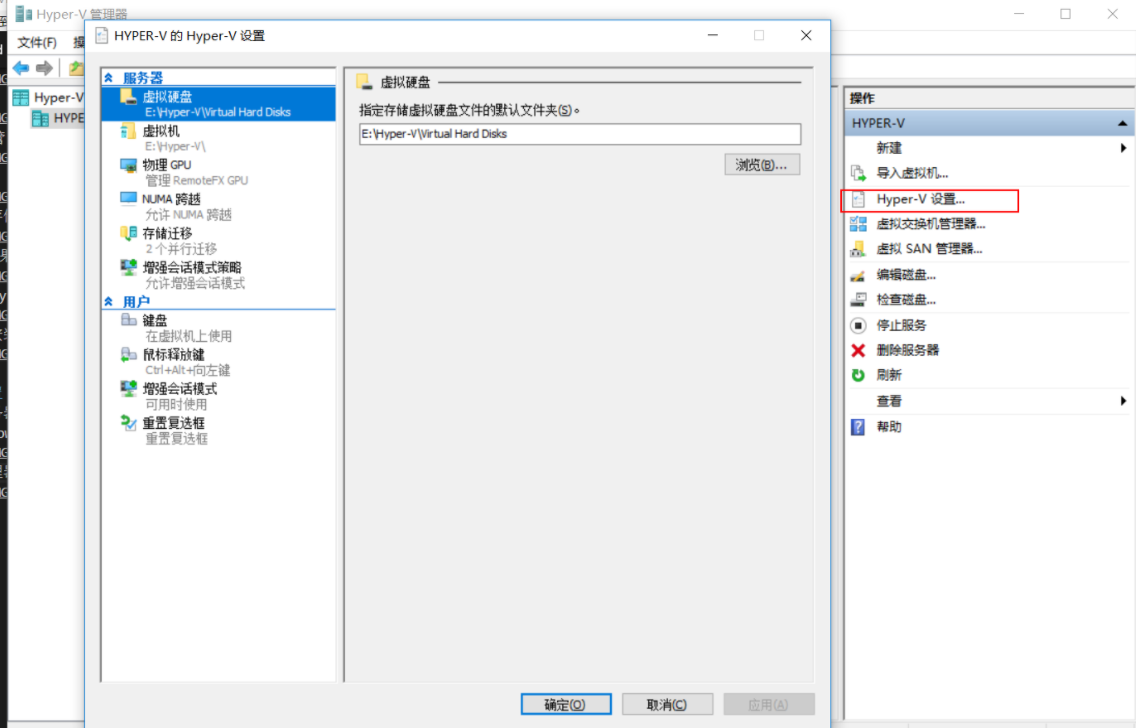 Hyper-V 管理器
HYPER-V 的 Hyper-V 设置
文件(F)
Hyper-V
HYPE
服务器
虚拟硬盘
E:\Hyper-V\Virtual Hard Disks
虚拟机
E:\Hyper-V\
物理 GPU
管理 RemoteFX GPU
NUMA 跨越
允许 NUMA 跨越
存储迁移
2 个并行迁移
增强会话模式策略
允许增强会话模式
用户
键盘
在虚拟机上使用
鼠标释放键
Ctrl+Alt+向左键
增强会话模式
可用时使用
重置复选框
重置复选框
虚拟硬盘
指定存储虚拟硬盘文件的默认文件夹(S)。
E:\Hyper-V\Virtual Hard Disks
浏览(B)...
确定(O)
取消(C)
应用(A)
操作
HYPER-V
新建
导入虚拟机...
Hyper-V 设置...
虚拟交换机管理器...
虚拟 SAN 管理器...
编辑磁盘...
检查磁盘...
停止服务
删除服务器
刷新
查看
帮助